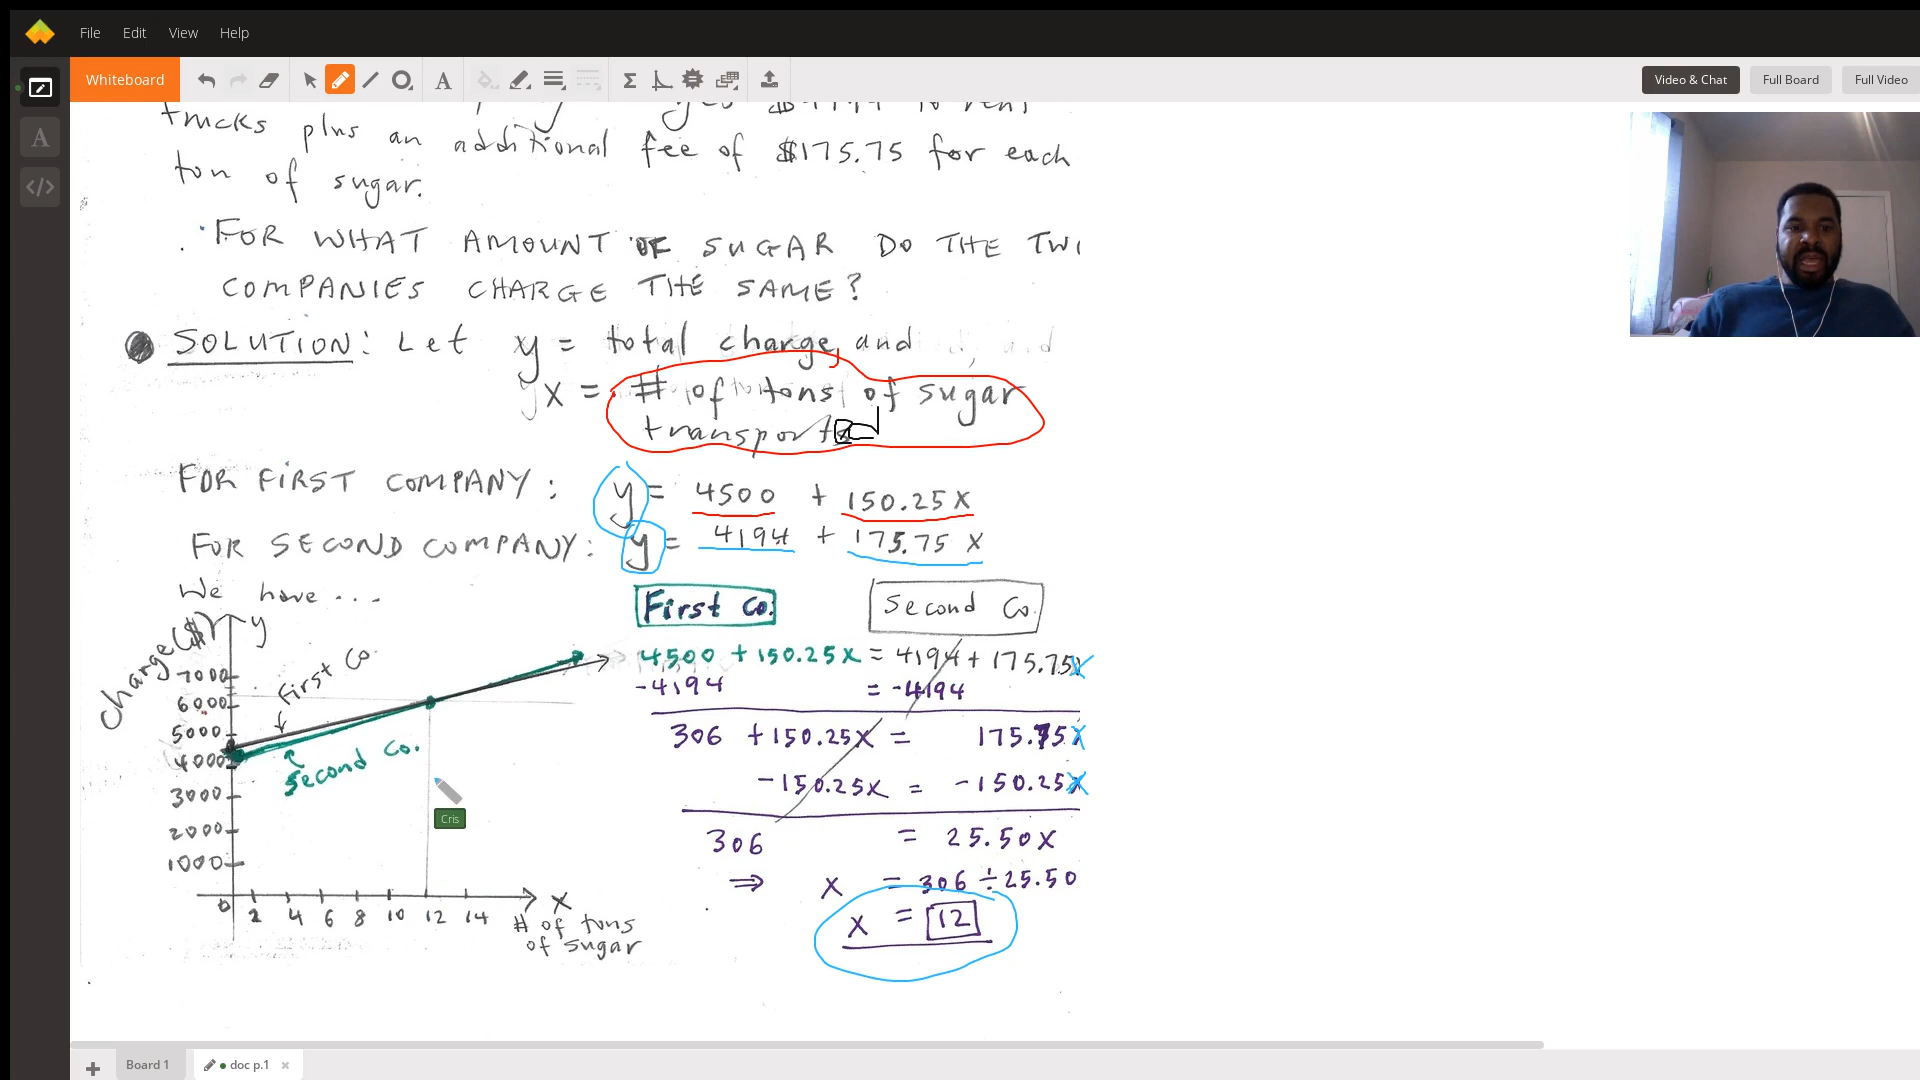 File Edit View Help
Whiteboard
Video & Chat Full Board Full Video
trucks plus an additional fee of $175.75 for each
ton of sugar.
FOR WHAT AMOUNT OF SUGAR DO THE
COMPANIES CHARGE THE SAME?
SOLUTION: Let y = total charge, and
x = # of tons of sugar
FOR FIRST COMPANY: y = 4500 + 150.25x
FOR SECOND COMPANY: y = 4194 + 175.75x
We have...
First Co. Second Co.
4500 + 150.25x = 4194 + 175.75x
-4194 = -4194
306 + 150.25x = 175.75x
-150.25x = -150.25x
306 = 25.50x
⇒ x = 306 ÷ 25.50
x = 12
Charge ($)
y
First Co.
Second Co.
7000
6000
5000
4000
3000
2000
1000
0 2 4 6 8 10 12 14 x
# of tons
of sugar
Cris
Board 1 doc p.1